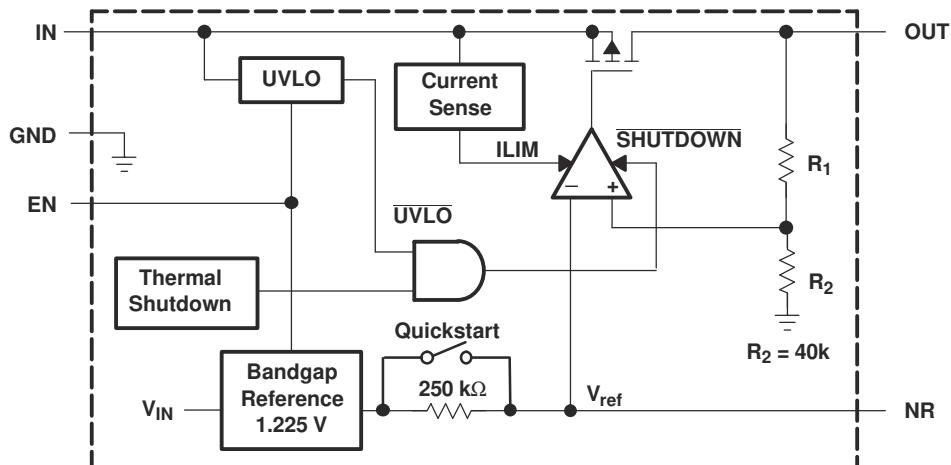 IN
OUT
UVLO
Current
Sense
GND
ILIM
SHUTDOWN
R1
EN
UVLO
− +
Thermal
Shutdown
R2
Quickstart
R2 = 40k
Bandgap
Reference
1.225 V
250 kΩ
VIN
Vref
NR